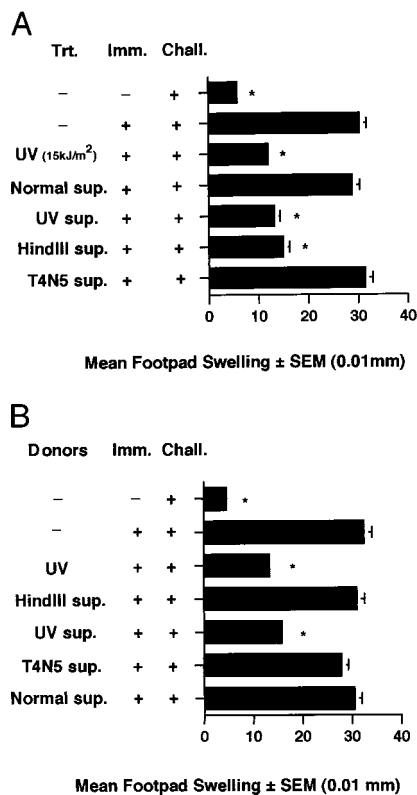 A
Trt. Imm. Chall.
– – + *
– + +
UV (15kJ/m²) + + *
Normal sup. + +
UV sup. + + *
HindIII sup. + + *
T4N5 sup. + +
0 10 20 30 40
Mean Footpad Swelling ± SEM (0.01mm)
B
Donors Imm. Chall.
– – + *
– + +
UV + + *
HindIII sup. + +
UV sup. + + *
T4N5 sup. + +
Normal sup. + +
0 10 20 30 40
Mean Footpad Swelling ± SEM (0.01 mm)